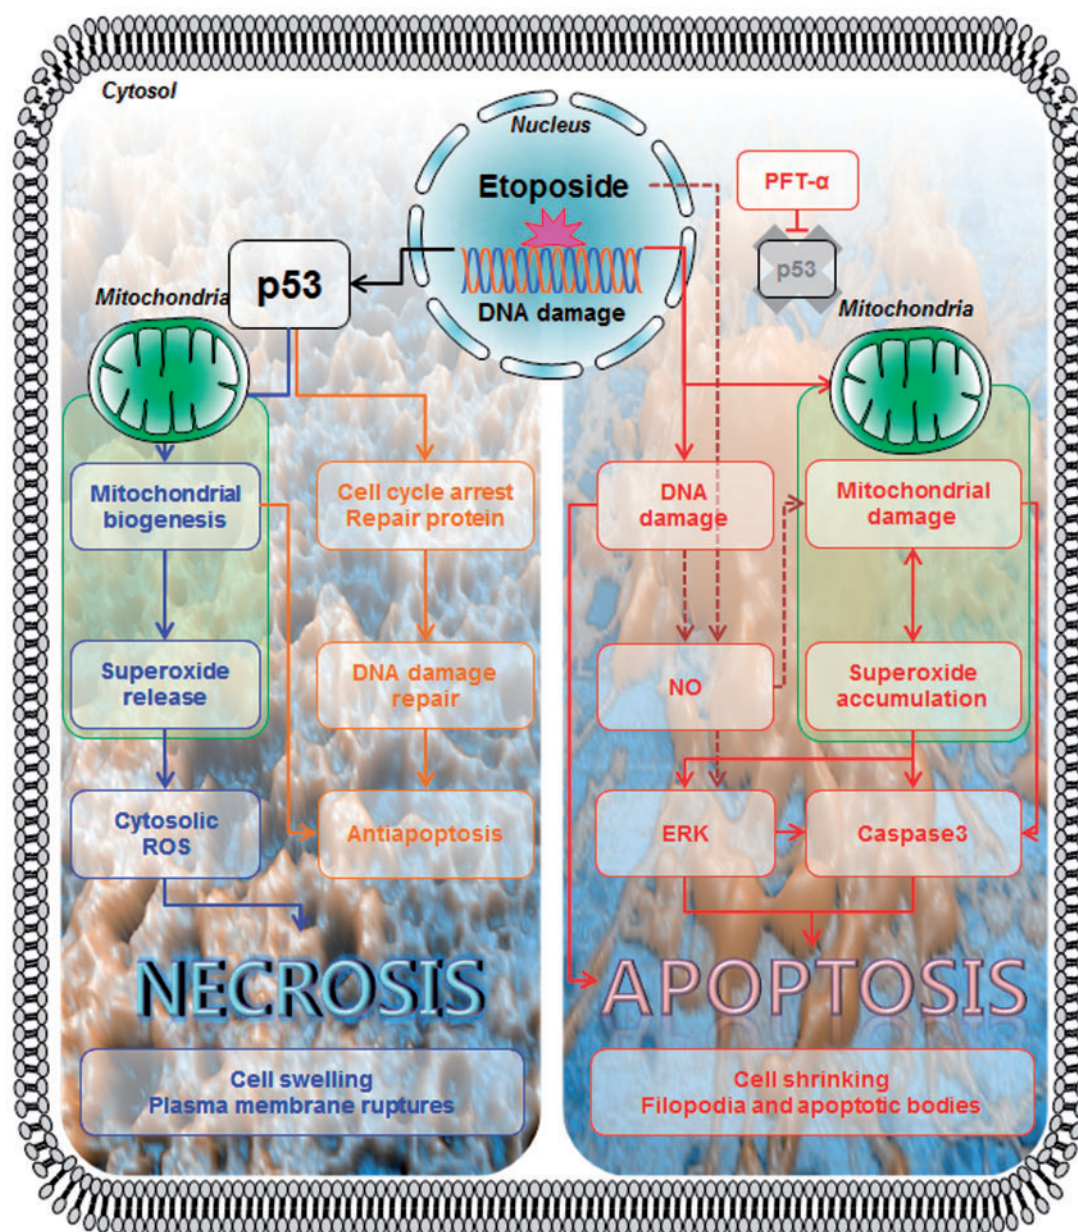 Cytosol
Nucleus
Etoposide
DNA damage
PFT-α
p53
p53
Mitochondria
Mitochondria
Mitochondrial
biogenesis
Cell cycle arrest
Repair protein
DNA
damage
Mitochondrial
damage
Superoxide
release
DNA damage
repair
NO
Superoxide
accumulation
Cytosolic
ROS
Antiapoptosis
ERK
Caspase3
NECROSIS
APOPTOSIS
Cell swelling
Plasma membrane ruptures
Cell shrinking
Filopodia and apoptotic bodies